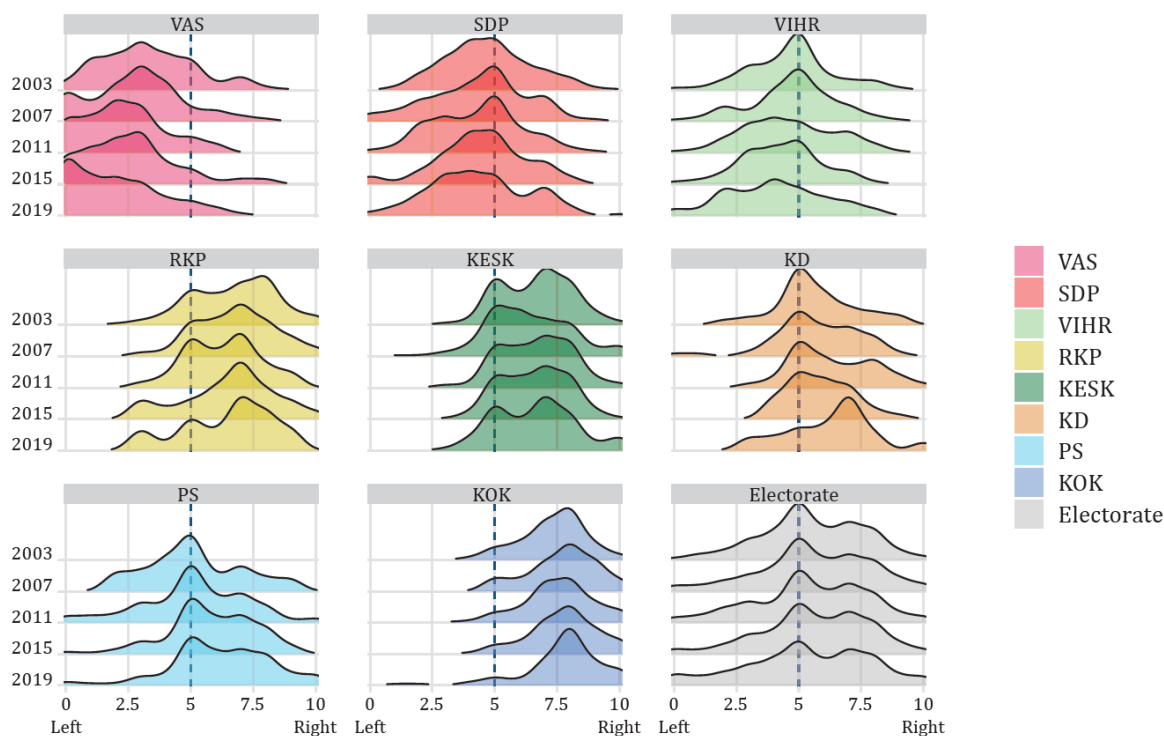 VAS SDP VIHR
2003
2007
2011
2015
2019
RKP KESK KD
2003
2007
2011
2015
2019
VAS
SDP
VIHR
RKP
KESK
KD
PS
KOK
Electorate
PS KOK Electorate
2003
2007
2011
2015
2019
0 2.5 5 7.5 10 2.5 5 7.5 10 0 2.5 5 7.5 10
Left Right Left Right Left Right